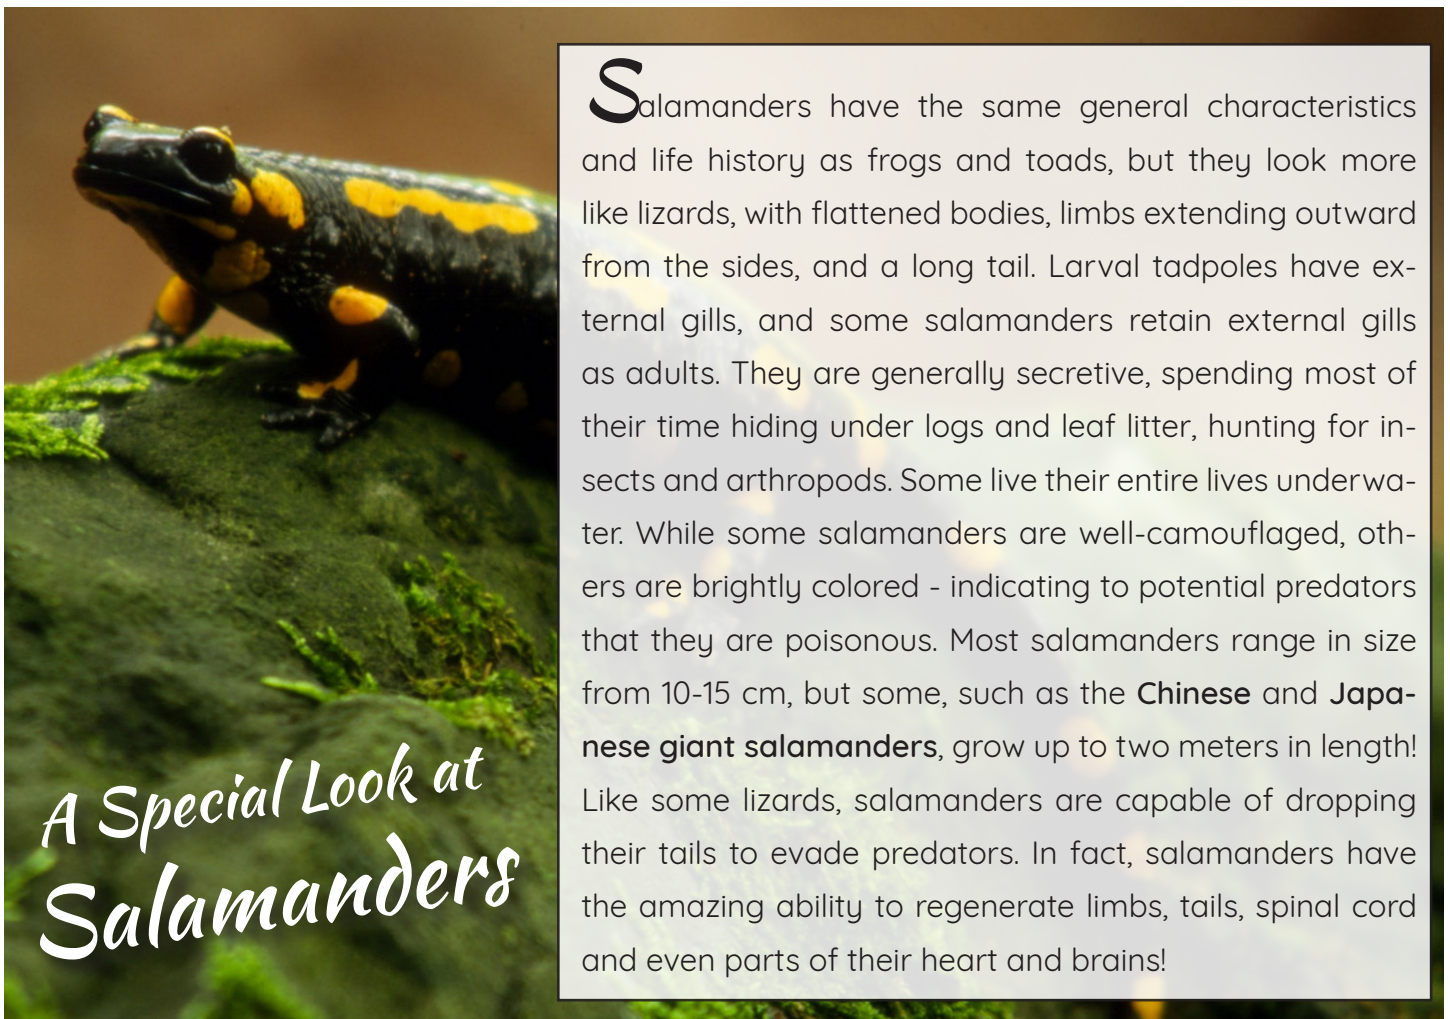 Salamanders have the same general characteristics
and life history as frogs and toads, but they look more
like lizards, with flattened bodies, limbs extending outward
from the sides, and a long tail. Larval tadpoles have ex-
ternal gills, and some salamanders retain external gills
as adults. They are generally secretive, spending most of
their time hiding under logs and leaf litter, hunting for in-
sects and arthropods. Some live their entire lives underwa-
ter. While some salamanders are well-camouflaged, oth-
ers are brightly colored - indicating to potential predators
that they are poisonous. Most salamanders range in size
from 10-15 cm, but some, such as the Chinese and Japa-
nese giant salamanders, grow up to two meters in length!
Like some lizards, salamanders are capable of dropping
their tails to evade predators. In fact, salamanders have
the amazing ability to regenerate limbs, tails, spinal cord
and even parts of their heart and brains!
A Special Look at
Salamanders